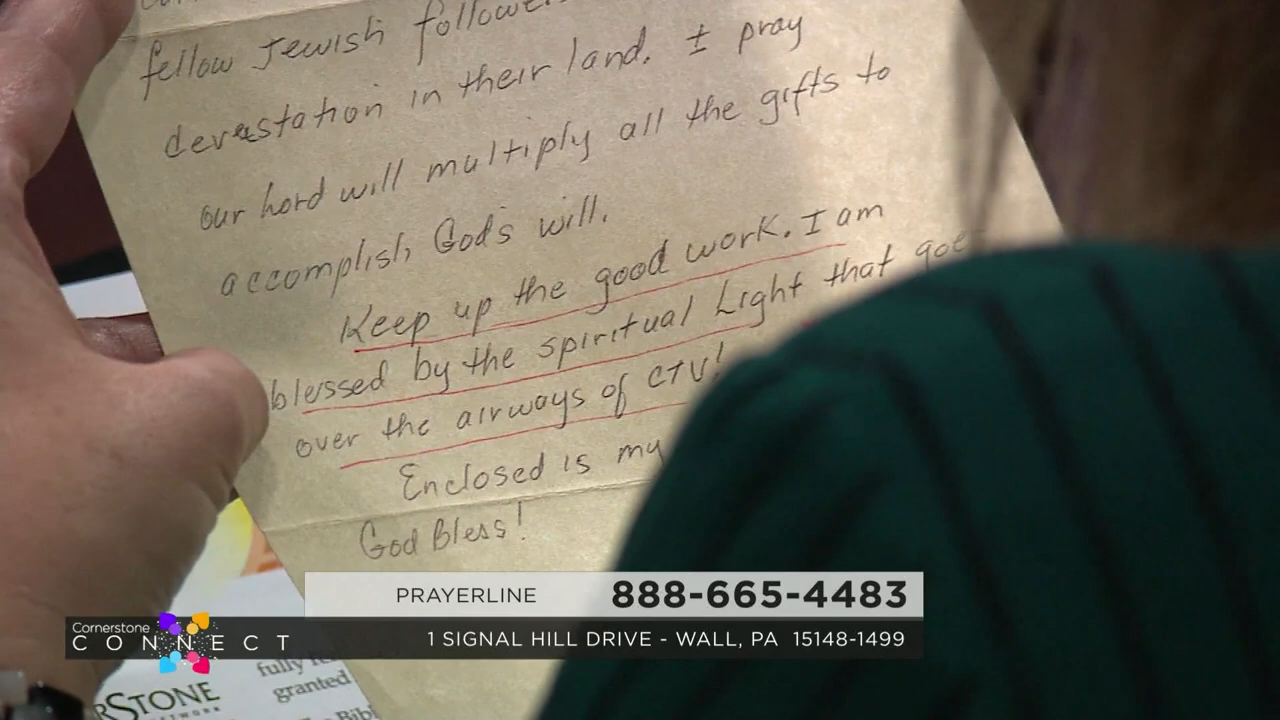 fellow Jewish
devastation in their land. I pray
our Lord will multiply all the gifts to
accomplish God's will.
Keep up the good work. I am
blessed by the spiritual Light that
over the airways of CTV!
Enclosed is my
God Bless!
PRAYERLINE 888-665-4483
Cornerstone
CONNECT
1 SIGNAL HILL DRIVE - WALL, PA 15148-1499
fully
granted